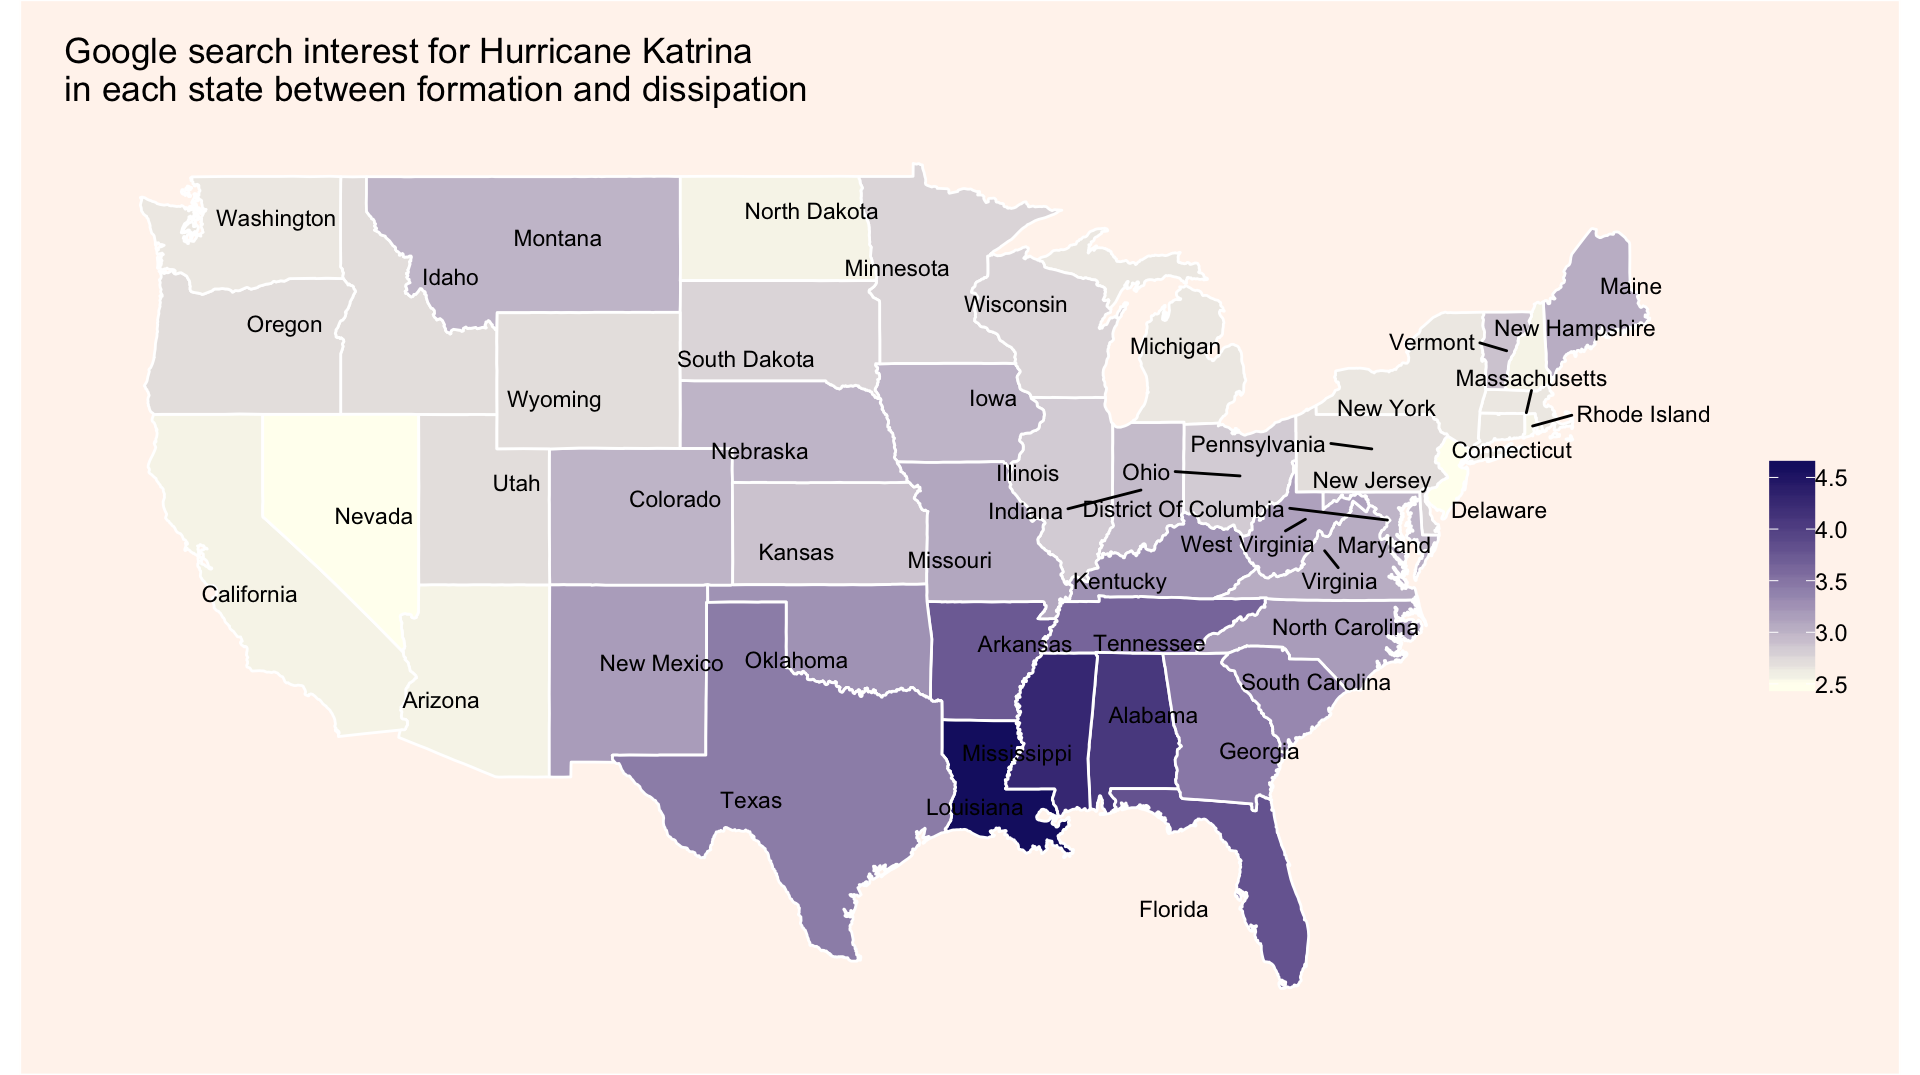 Google search interest for Hurricane Katrina
in each state between formation and dissipation
Washington
North Dakota
Montana
Minnesota
Idaho
Maine
Wisconsin
Oregon
New Hampshire
Vermont
Michigan
South Dakota
Massachusetts
Iowa
Wyoming
New York
Rhode Island
Pennsylvania
Connecticut
Nebraska
Illinois
Ohio
New Jersey
4.5
Utah
Colorado
Indiana
District Of Columbia
Delaware
Nevada
4.0
West Virginia
Maryland
Kansas
Missouri
Kentucky
Virginia
3.5
California
North Carolina
3.0
Arkansas
Tennessee
New Mexico
Oklahoma
South Carolina
2.5
Arizona
Alabama
Georgia
Mississippi
Texas
Louisiana
Florida